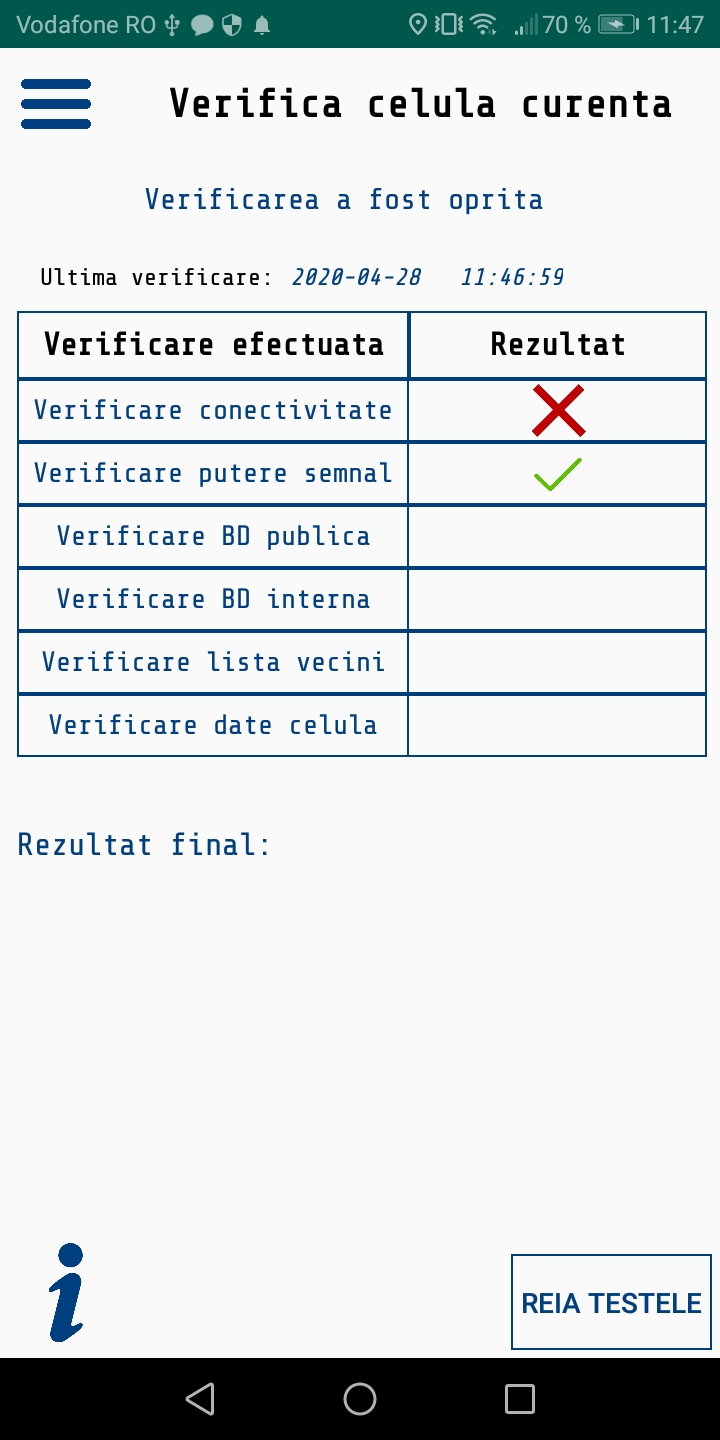 Vodafone RO 70 % 11:47
Verifica celula curenta
Verificarea a fost oprita
Ultima verificare: 2020-04-28 11:46:59
Verificare efectuata Rezultat
Verificare conectivitate
Verificare putere semnal
Verificare BD publica
Verificare BD interna
Verificare lista vecini
Verificare date celula
Rezultat final:
REIA TESTELE